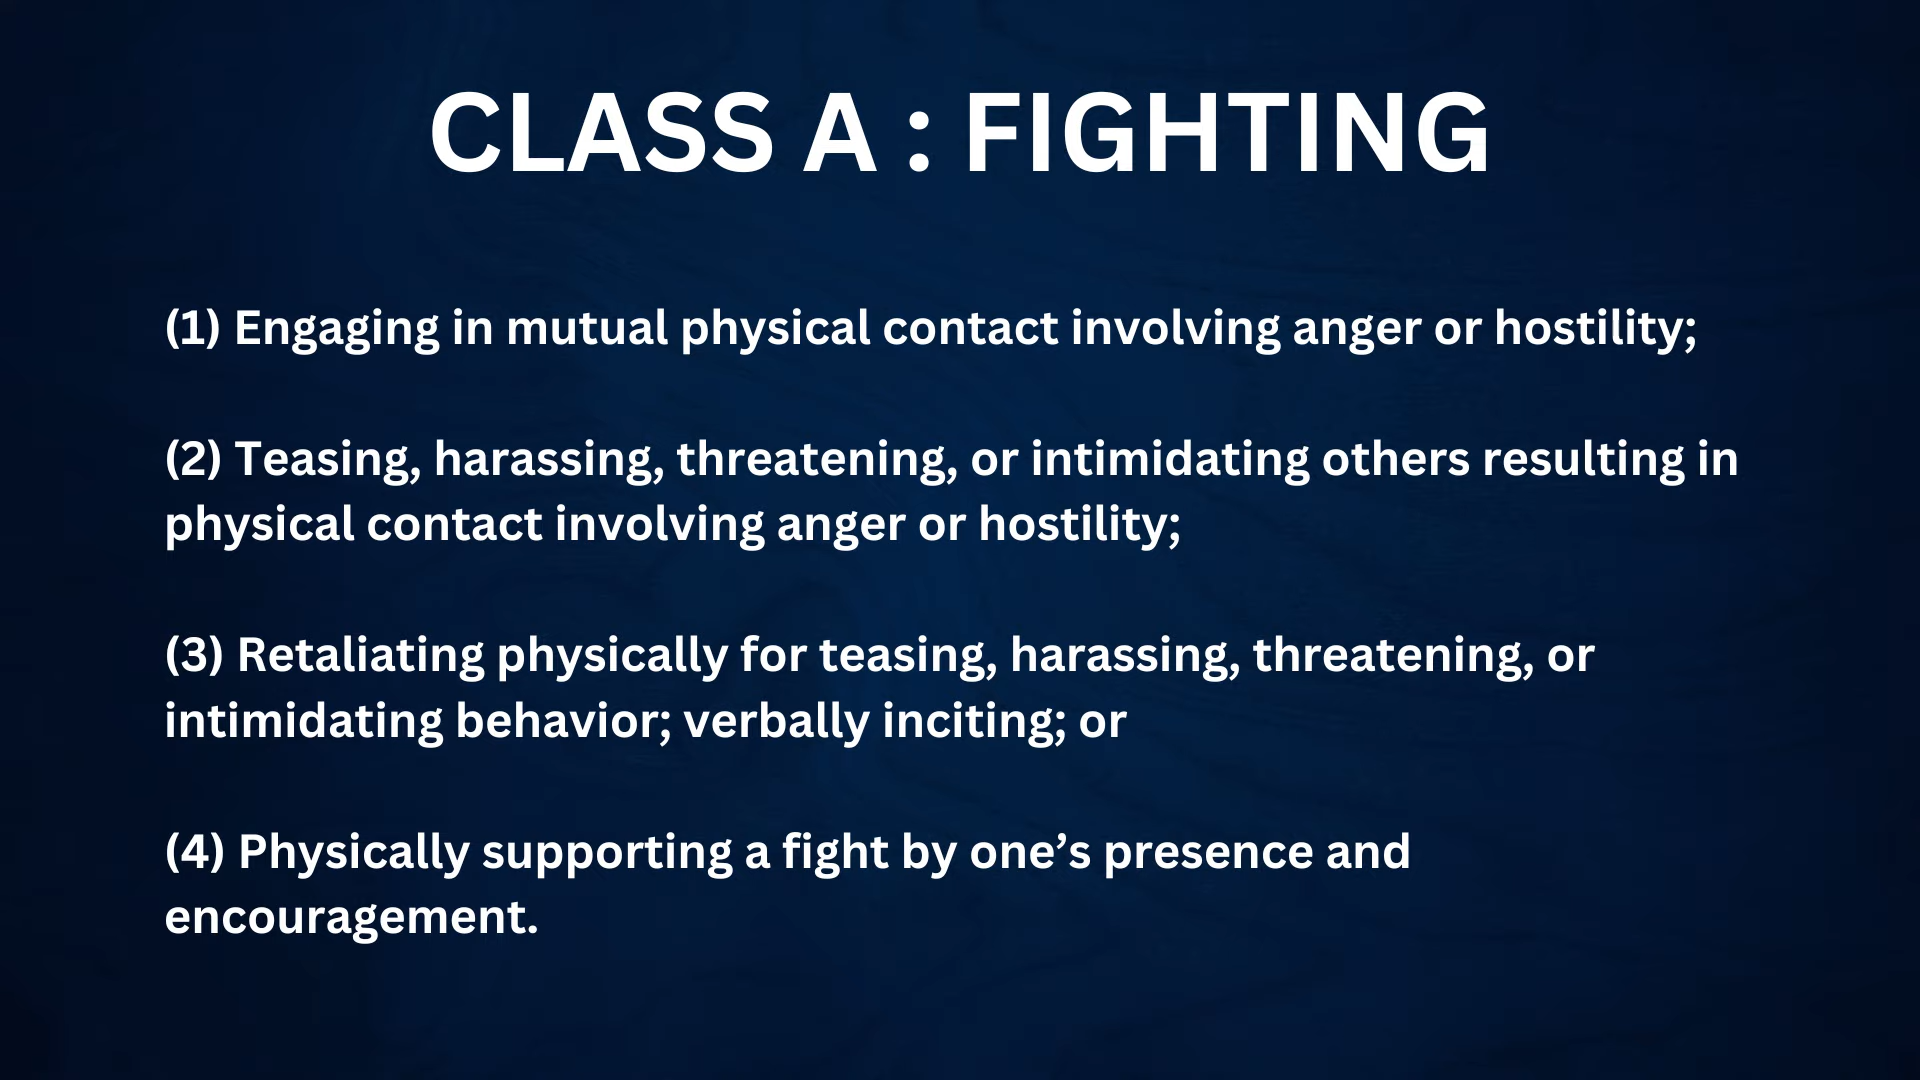 CLASS A : FIGHTING
(1) Engaging in mutual physical contact involving anger or hostility;
(2) Teasing, harassing, threatening, or intimidating others resulting in
physical contact involving anger or hostility;
(3) Retaliating physically for teasing, harassing, threatening, or
intimidating behavior; verbally inciting; or
(4) Physically supporting a fight by one’s presence and
encouragement.